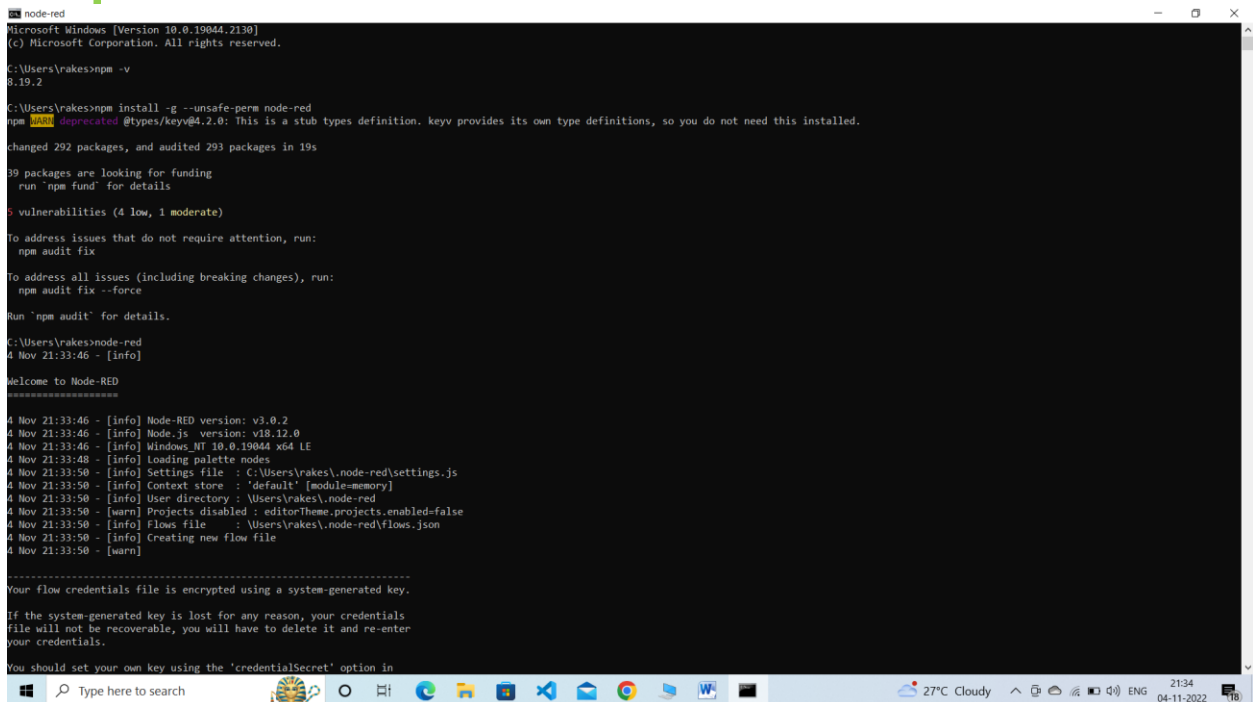 node-red
Microsoft Windows [Version 10.0.19044.2130]
(c) Microsoft Corporation. All rights reserved.
C:\Users\rakes>npm -v
8.19.2
C:\Users\rakes>npm install -g --unsafe-perm node-red
npm WARN deprecated @types/keyv@4.2.0: This is a stub types definition. keyv provides its own type definitions, so you do not need this installed.
changed 292 packages, and audited 293 packages in 19s
39 packages are looking for funding
  run `npm fund` for details
5 vulnerabilities (4 low, 1 moderate)
To address issues that do not require attention, run:
  npm audit fix
To address all issues (including breaking changes), run:
  npm audit fix --force
Run `npm audit` for details.
C:\Users\rakes>node-red
4 Nov 21:33:46 - [info]
Welcome to Node-RED
===================
4 Nov 21:33:46 - [info] Node-RED version: v3.0.2
4 Nov 21:33:46 - [info] Node.js  version: v18.12.0
4 Nov 21:33:46 - [info] Windows_NT 10.0.19044 x64 LE
4 Nov 21:33:48 - [info] Loading palette nodes
4 Nov 21:33:50 - [info] Settings file  : C:\Users\rakes\.node-red\settings.js
4 Nov 21:33:50 - [info] Context store  : 'default' [module=memory]
4 Nov 21:33:50 - [info] User directory : \Users\rakes\.node-red
4 Nov 21:33:50 - [warn] Projects disabled : editorTheme.projects.enabled=false
4 Nov 21:33:50 - [info] Flows file     : \Users\rakes\.node-red\flows.json
4 Nov 21:33:50 - [info] Creating new flow file
4 Nov 21:33:50 - [warn]
---------------------------------------------------------------------
Your flow credentials file is encrypted using a system-generated key.
If the system-generated key is lost for any reason, your credentials
file will not be recoverable, you will have to delete it and re-enter
your credentials.
You should set your own key using the 'credentialSecret' option in
Type here to search
27°C Cloudy
ENG
21:34
04-11-2022
18